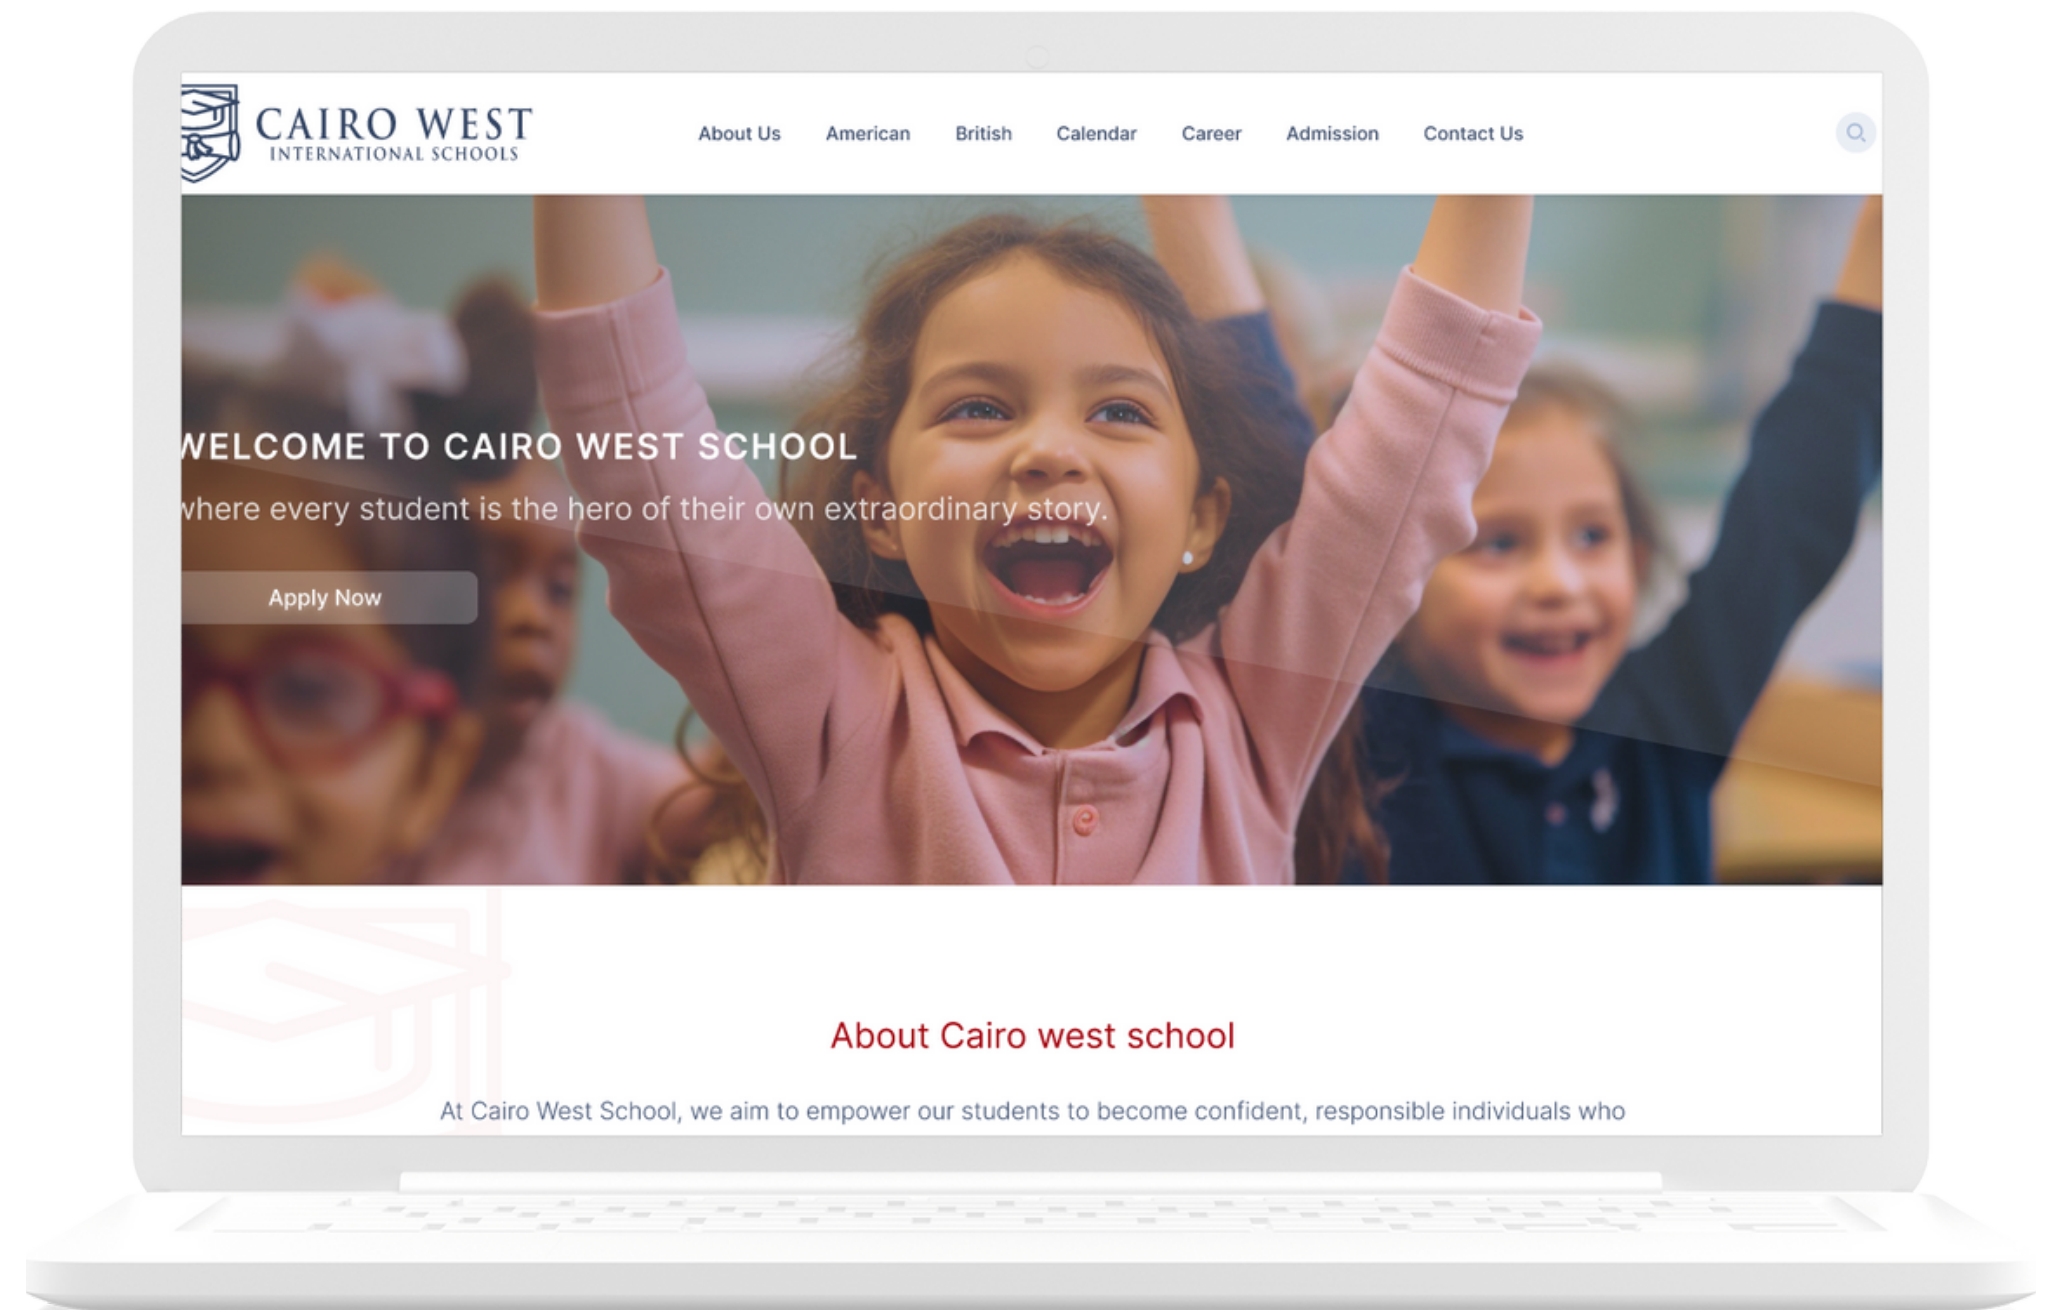 CAIRO WEST
INTERNATIONAL SCHOOLS
About Us American British Calendar Career Admission Contact Us
WELCOME TO CAIRO WEST SCHOOL
where every student is the hero of their own extraordinary story.
Apply Now
About Cairo west school
At Cairo West School, we aim to empower our students to become confident, responsible individuals who